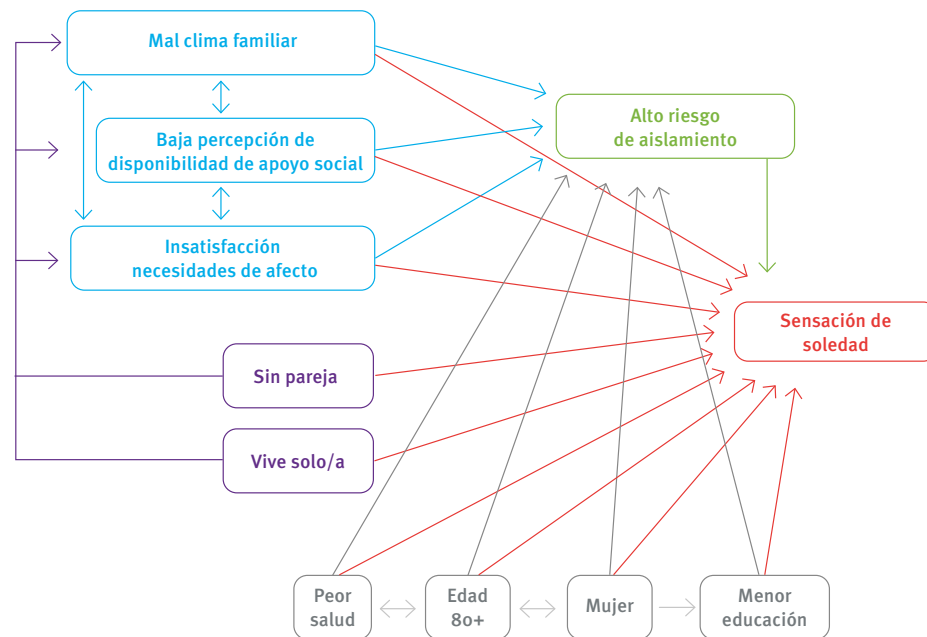 Mal clima familiar
Alto riesgo
de aislamiento
Baja percepción de
disponibilidad de apoyo social
Insatisfacción
necesidades de afecto
Sensación de
soledad
Sin pareja
Vive solo/a
Peor
salud
Edad
80+
Mujer
Menor
educación